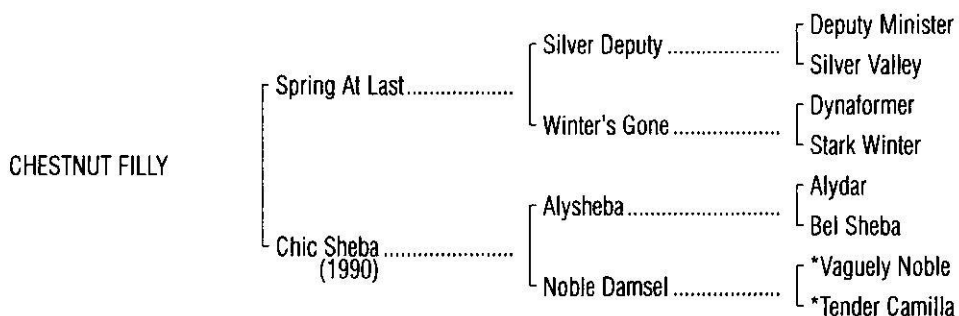 Deputy Minister
Silver Deputy ....................
Silver Valley
Spring At Last..................
Dynaformer
Winter's Gone ...................
Stark Winter
CHESTNUT FILLY
Alydar
Alysheba...........................
Bel Sheba
Chic Sheba ......................
(1990)
*Vaguely Noble
Noble Damsel ....................
*Tender Camilla